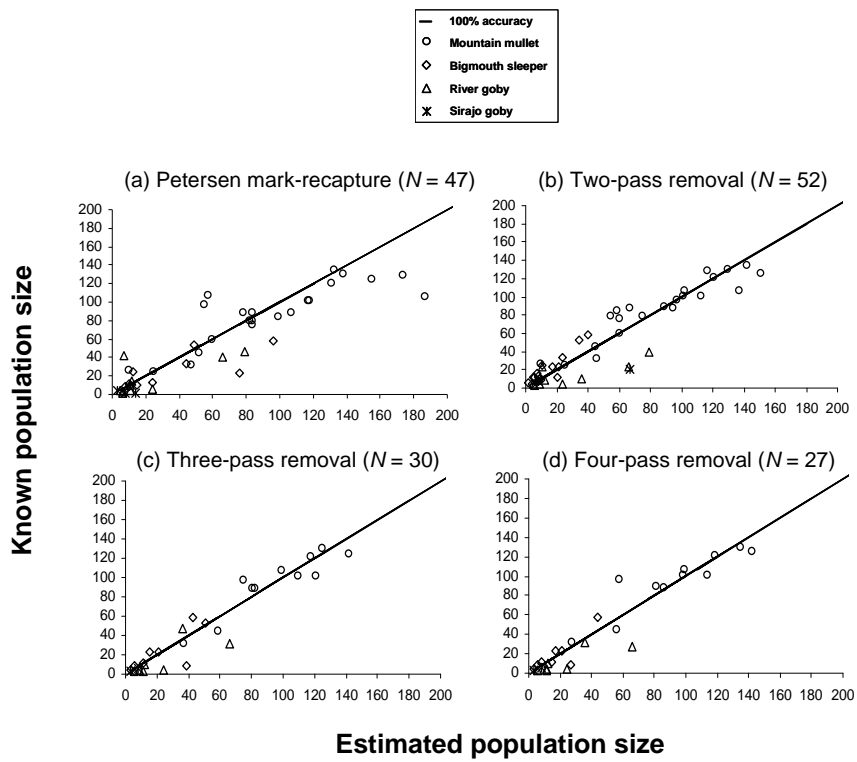 100% accuracy
Mountain mullet
Bigmouth sleeper
River goby
Sirajo goby
(a) Petersen mark-recapture (N = 47)
200
180
160
140
120
100
80
60
40
20
0
0 20 40 60 80 100 120 140 160 180 200
(b) Two-pass removal (N = 52)
200
180
160
140
120
100
80
60
40
20
0
0 20 40 60 80 100 120 140 160 180 200
Known population size
(c) Three-pass removal (N = 30)
200
180
160
140
120
100
80
60
40
20
0
0 20 40 60 80 100 120 140 160 180 200
(d) Four-pass removal (N = 27)
200
180
160
140
120
100
80
60
40
20
0
0 20 40 60 80 100 120 140 160 180 200
Estimated population size